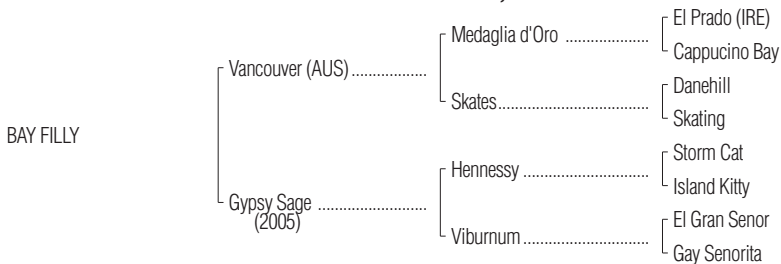 El Prado (IRE)
Medaglia d'Oro ....................
Cappucino Bay
Vancouver (AUS)..................
Danehill
Skates....................................
Skating
BAY FILLY
Storm Cat
Hennessy ..............................
Island Kitty
Gypsy Sage ..........................
(2005)
El Gran Senor
Viburnum..............................
Gay Senorita